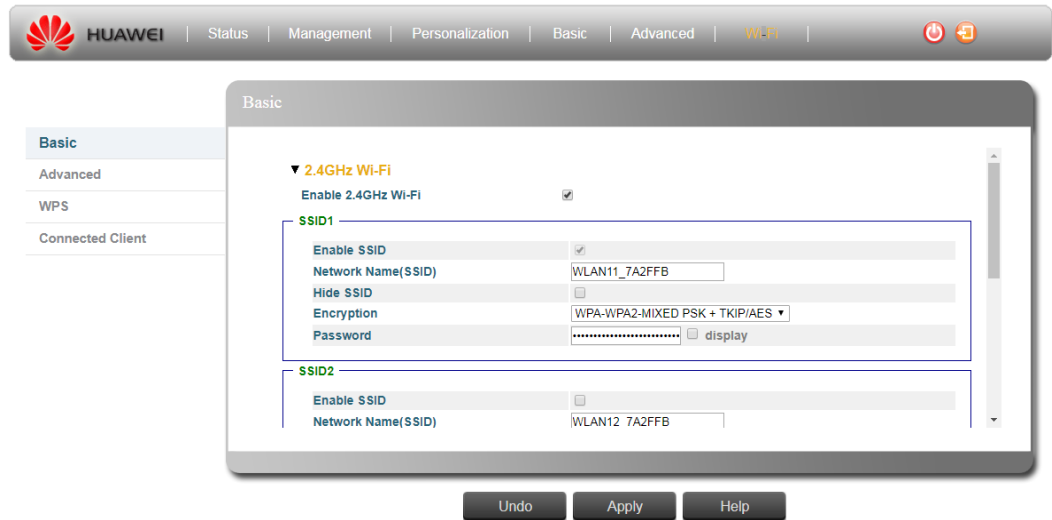 HUAWEI | Status | Management | Personalization | Basic | Advanced | Wi-Fi |
Basic
Basic
Advanced
WPS
Connected Client
2.4GHz Wi-Fi
Enable 2.4GHz Wi-Fi
SSID1
Enable SSID
Network Name(SSID) WLAN11_7A2FFB
Hide SSID
Encryption WPA-WPA2-MIXED PSK + TKIP/AES
Password display
SSID2
Enable SSID
Network Name(SSID) WLAN12_7A2FFB
Undo Apply Help